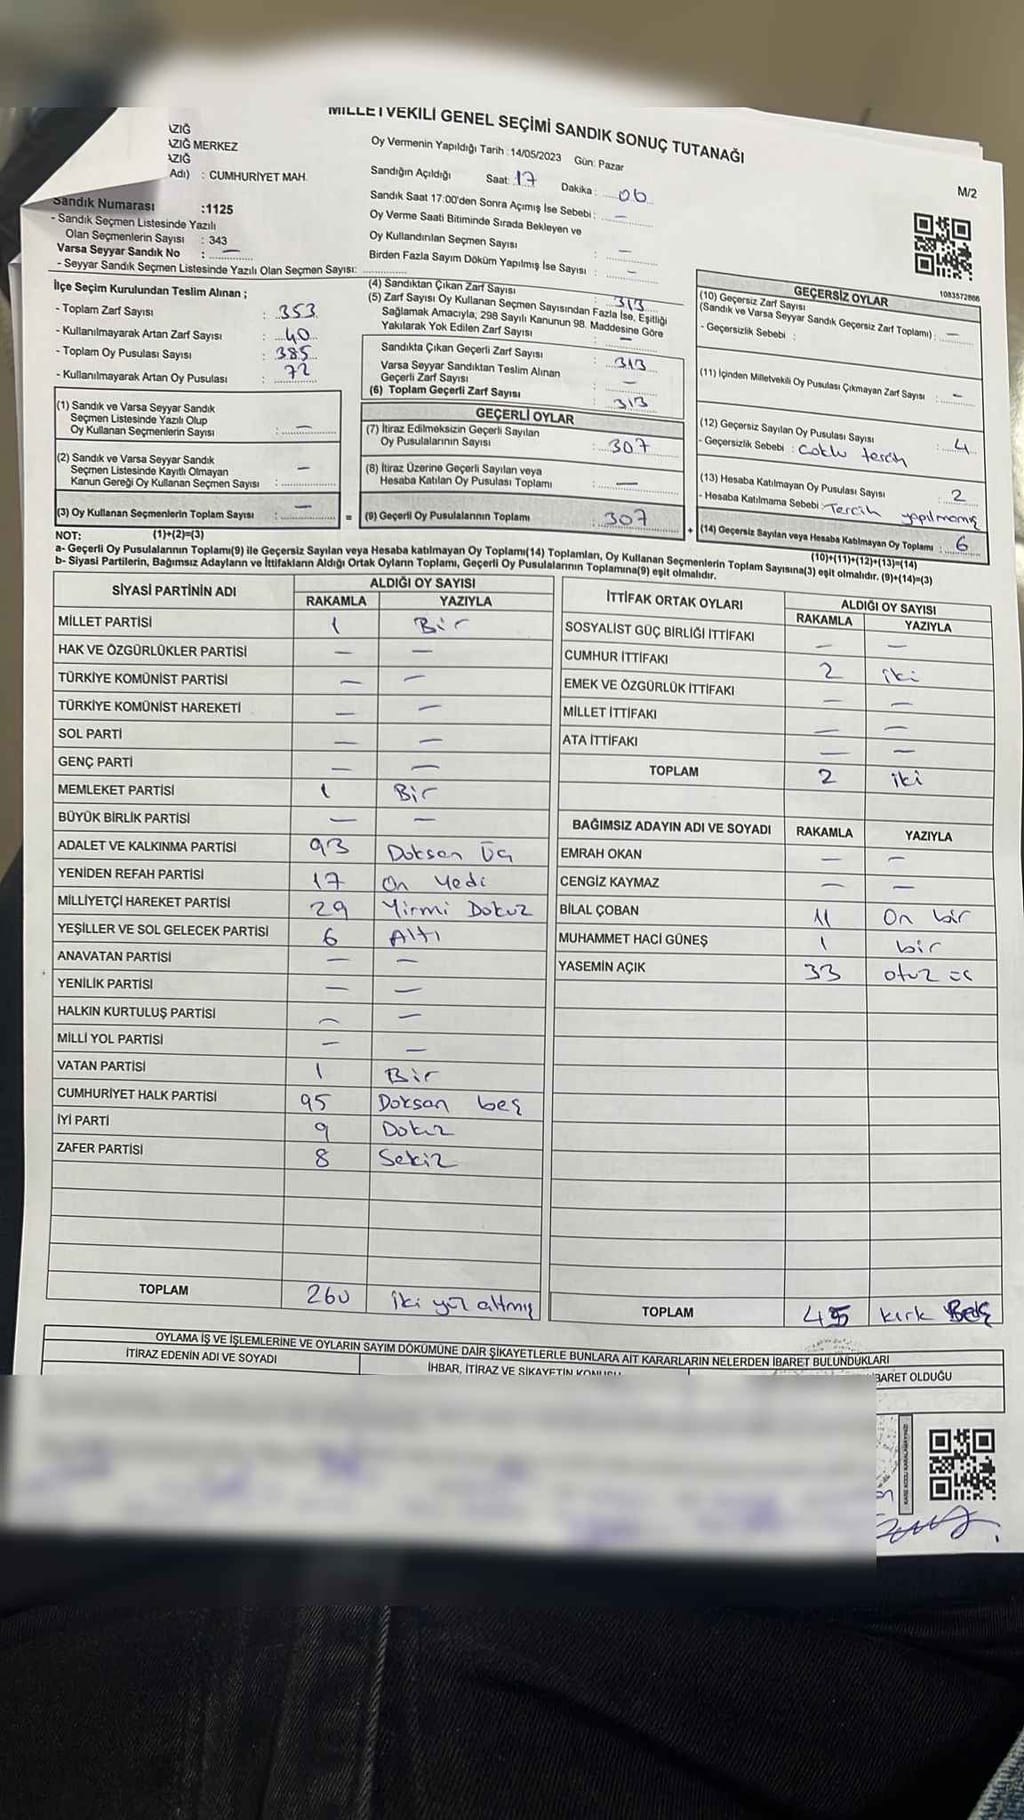 MİLLETVEKİLİ GENEL SEÇİMİ SANDIK SONUÇ TUTANAĞI
AZIĞ
AZIĞ MERKEZ
AZIĞ
Adı) : CUMHURİYET MAH.
Oy Vermenin Yapıldığı Tarih : 14/05/2023 Gün: Pazar
M/2
Sandığın Açıldığı Saat: 17 Dakika : 06
Sandık Saat 17:00'den Sonra Açımış İse Sebebi : —
Oy Verme Saati Bitiminde Sırada Bekleyen ve
Oy Kullandırılan Seçmen Sayısı : —
Birden Fazla Sayım Döküm Yapılmış İse Sayısı : —
Sandık Numarası :1125
- Sandık Seçmen Listesinde Yazılı
Olan Seçmenlerin Sayısı : 343
Varsa Seyyar Sandık No : —
- Seyyar Sandık Seçmen Listesinde Yazılı Olan Seçmen Sayısı:
1083572866
İlçe Seçim Kurulundan Teslim Alınan ;
- Toplam Zarf Sayısı : 353
- Kullanılmayarak Artan Zarf Sayısı : 40
- Toplam Oy Pusulası Sayısı : 385
- Kullanılmayarak Artan Oy Pusulası : 72
(1) Sandık ve Varsa Seyyar Sandık
Seçmen Listesinde Yazılı Olup
Oy Kullanan Seçmenlerin Sayısı : —
(2) Sandık ve Varsa Seyyar Sandık
Seçmen Listesinde Kayıtlı Olmayan
Kanun Gereği Oy Kullanan Seçmen Sayısı : —
(3) Oy Kullanan Seçmenlerin Toplam Sayısı : —
(4) Sandıktan Çıkan Zarf Sayısı : 313
(5) Zarf Sayısı Oy Kullanan Seçmen Sayısından Fazla İse, Eşitliği
Sağlamak Amacıyla, 298 Sayılı Kanunun 98. Maddesine Göre
Yakılarak Yok Edilen Zarf Sayısı : —
Sandıkta Çıkan Geçerli Zarf Sayısı : 313
Varsa Seyyar Sandıktan Teslim Alınan
Geçerli Zarf Sayısı : —
(6) Toplam Geçerli Zarf Sayısı : 313
GEÇERLİ OYLAR
(7) İtiraz Edilmeksizin Geçerli Sayılan
Oy Pusulalarının Sayısı : 307
(8) İtiraz Üzerine Geçerli Sayılan veya
Hesaba Katılan Oy Pusulası Toplamı : —
= (9) Geçerli Oy Pusulalarının Toplamı : 307
GEÇERSİZ OYLAR
(10) Geçersiz Zarf Sayısı
(Sandık ve Varsa Seyyar Sandık Geçersiz Zarf Toplamı) : —
- Geçersizlik Sebebi :
(11) İçinden Milletvekili Oy Pusulası Çıkmayan Zarf Sayısı : —
(12) Geçersiz Sayılan Oy Pusulası Sayısı : 4
- Geçersizlik Sebebi : Çoklu tercih
(13) Hesaba Katılmayan Oy Pusulası Sayısı : 2
- Hesaba Katılmama Sebebi : Tercih yapılmamış
+ (14) Geçersiz Sayılan veya Hesaba Katılmayan Oy Toplamı : 6
NOT: (1)+(2)=(3)
(10)+(11)+(12)+(13)=(14)
a- Geçerli Oy Pusulalarının Toplam(9) ile Geçersiz Sayılan veya Hesaba katılmayan Oy Toplamı(14) Toplamları, Oy Kullanan Seçmenlerin Toplam Sayısına(3) eşit olmalıdır. (9)+(14)=(3)
b- Siyasi Partilerin, Bağımsız Adayların ve İttifakların Aldığı Ortak Oyların Toplamı, Geçerli Oy Pusulalarının Toplamına(9) eşit olmalıdır.
SİYASİ PARTİNİN ADI ALDIĞI OY SAYISI
RAKAMLA YAZIYLA
MİLLET PARTİSİ 1 Bir
HAK VE ÖZGÜRLÜKLER PARTİSİ — —
TÜRKİYE KOMÜNİST PARTİSİ — —
TÜRKİYE KOMÜNİST HAREKETİ — —
SOL PARTİ — —
GENÇ PARTİ — —
MEMLEKET PARTİSİ 1 Bir
BÜYÜK BİRLİK PARTİSİ — —
ADALET VE KALKINMA PARTİSİ 93 Doksan Üç
YENİDEN REFAH PARTİSİ 17 On Yedi
MİLLİYETÇİ HAREKET PARTİSİ 29 Yirmi Dokuz
YEŞİLLER VE SOL GELECEK PARTİSİ 6 Altı
ANAVATAN PARTİSİ — —
YENİLİK PARTİSİ — —
HALKIN KURTULUŞ PARTİSİ — —
MİLLİ YOL PARTİSİ — —
VATAN PARTİSİ 1 Bir
CUMHURİYET HALK PARTİSİ 95 Doksan beş
İYİ PARTİ 9 Dokuz
ZAFER PARTİSİ 8 Sekiz
TOPLAM 260 iki yüz altmış
İTTİFAK ORTAK OYLARI ALDIĞI OY SAYISI
RAKAMLA YAZIYLA
SOSYALİST GÜÇ BİRLİĞİ İTTİFAKI — —
CUMHUR İTTİFAKI 2 iki
EMEK VE ÖZGÜRLÜK İTTİFAKI — —
MİLLET İTTİFAKI — —
ATA İTTİFAKI — —
TOPLAM 2 iki
BAĞIMSIZ ADAYIN ADI VE SOYADI RAKAMLA YAZIYLA
EMRAH OKAN — —
CENGİZ KAYMAZ — —
BİLAL ÇOBAN 11 On bir
MUHAMMET HACİ GÜNEŞ 1 bir
YASEMİN AÇIK 33 otuz üç
TOPLAM 45 kırk Beş
OYLAMA İŞ VE İŞLEMLERİNE VE OYLARIN SAYIM DÖKÜMÜNE DAİR ŞİKAYETLERLE BUNLARA AİT KARARLARIN NELERDEN İBARET BULUNDUKLARI
İTİRAZ EDENİN ADI VE SOYADI
İHBAR, İTİRAZ VE ŞİKAYETİN KONUSU
BARET OLDUĞU
KARE KODU KARALAMAYINIZ!